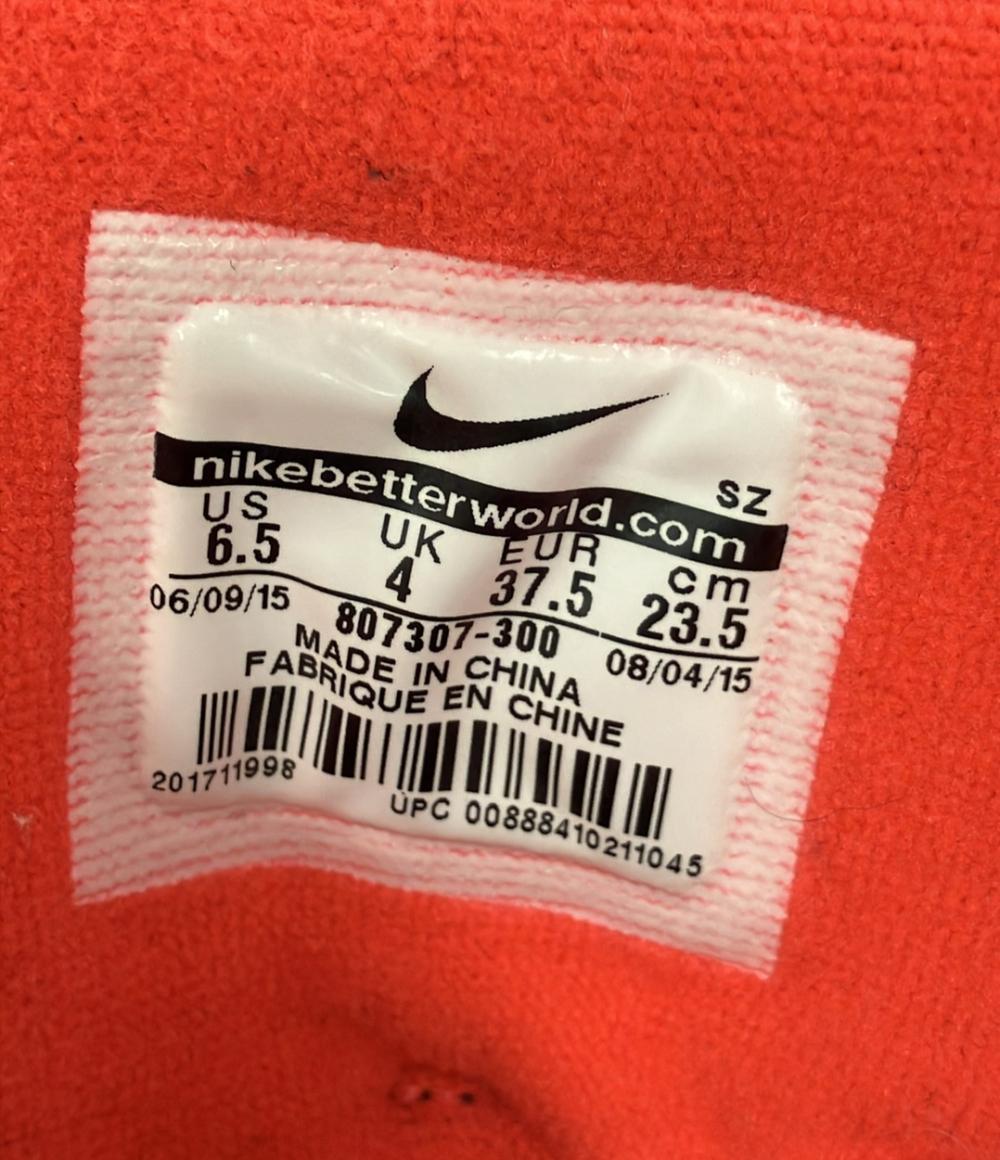 nikebetterworld.com
SZ
US UK EUR cm
6.5 4 37.5 23.5
06/09/15 807307-300 08/04/15
MADE IN CHINA
FABRIQUE EN CHINE
201711998
UPC 00888410211045